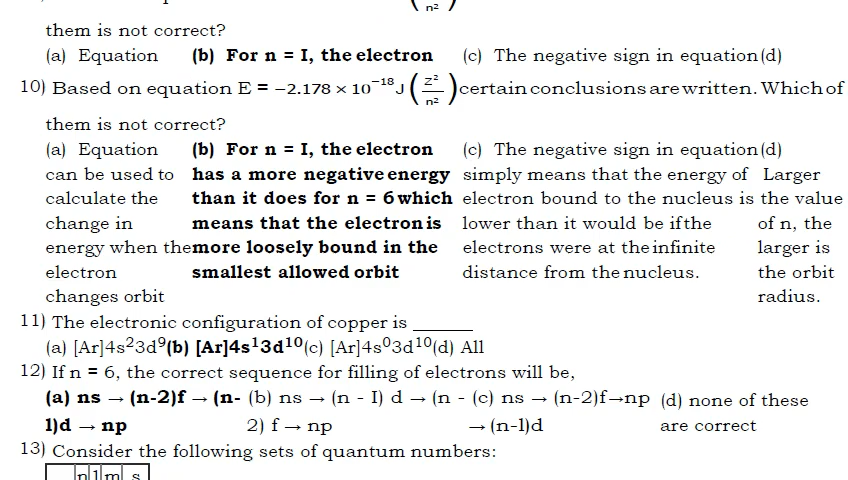 n²
them is not correct?
(a) Equation (b) For n = I, the electron (c) The negative sign in equation(d)
10) Based on equation E = −2.178 × 10⁻¹⁸J (Z²/n²) certain conclusions are written. Which of
them is not correct?
(a) Equation (b) For n = I, the electron (c) The negative sign in equation(d)
can be used to has a more negative energy simply means that the energy of Larger
calculate the than it does for n = 6 which electron bound to the nucleus is the value
change in means that the electron is lower than it would be if the of n, the
energy when the more loosely bound in the electrons were at the infinite larger is
electron smallest allowed orbit distance from the nucleus. the orbit
changes orbit radius.
11) The electronic configuration of copper is ______
(a) [Ar]4s²3d⁹(b) [Ar]4s¹3d¹⁰(c) [Ar]4s⁰3d¹⁰(d) All
12) If n = 6, the correct sequence for filling of electrons will be,
(a) ns → (n-2)f → (n- (b) ns → (n - I) d → (n - (c) ns → (n-2)f→np (d) none of these
1)d → np 2) f → np → (n-1)d are correct
13) Consider the following sets of quantum numbers:
n l m s